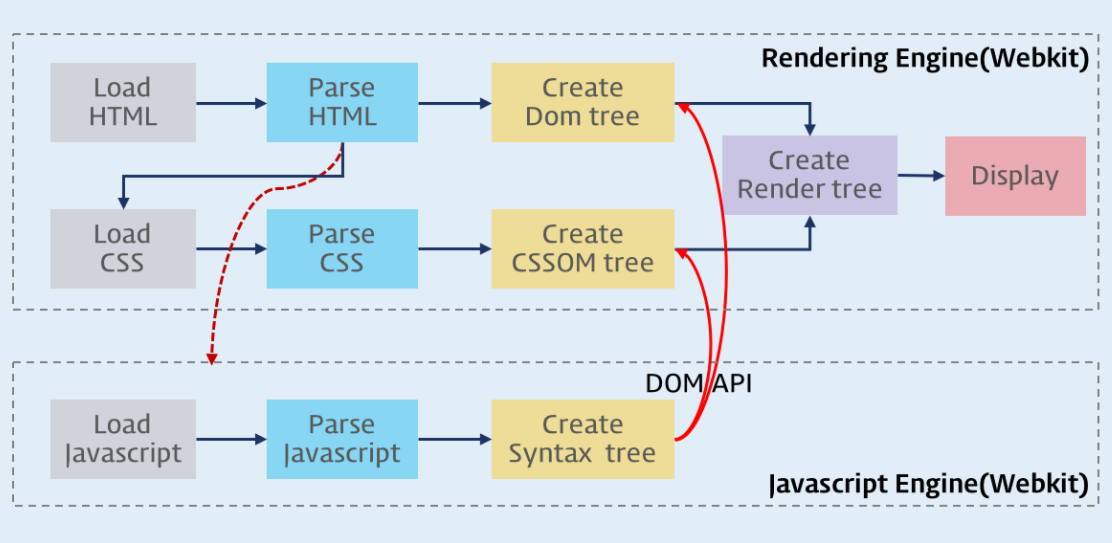 Rendering Engine(Webkit)
Load
HTML
Parse
HTML
Create
Dom tree
Create
Render tree
Display
Load
CSS
Parse
CSS
Create
CSSOM tree
DOM API
Load
Javascript
Parse
Javascript
Create
Syntax tree
Javascript Engine(Webkit)